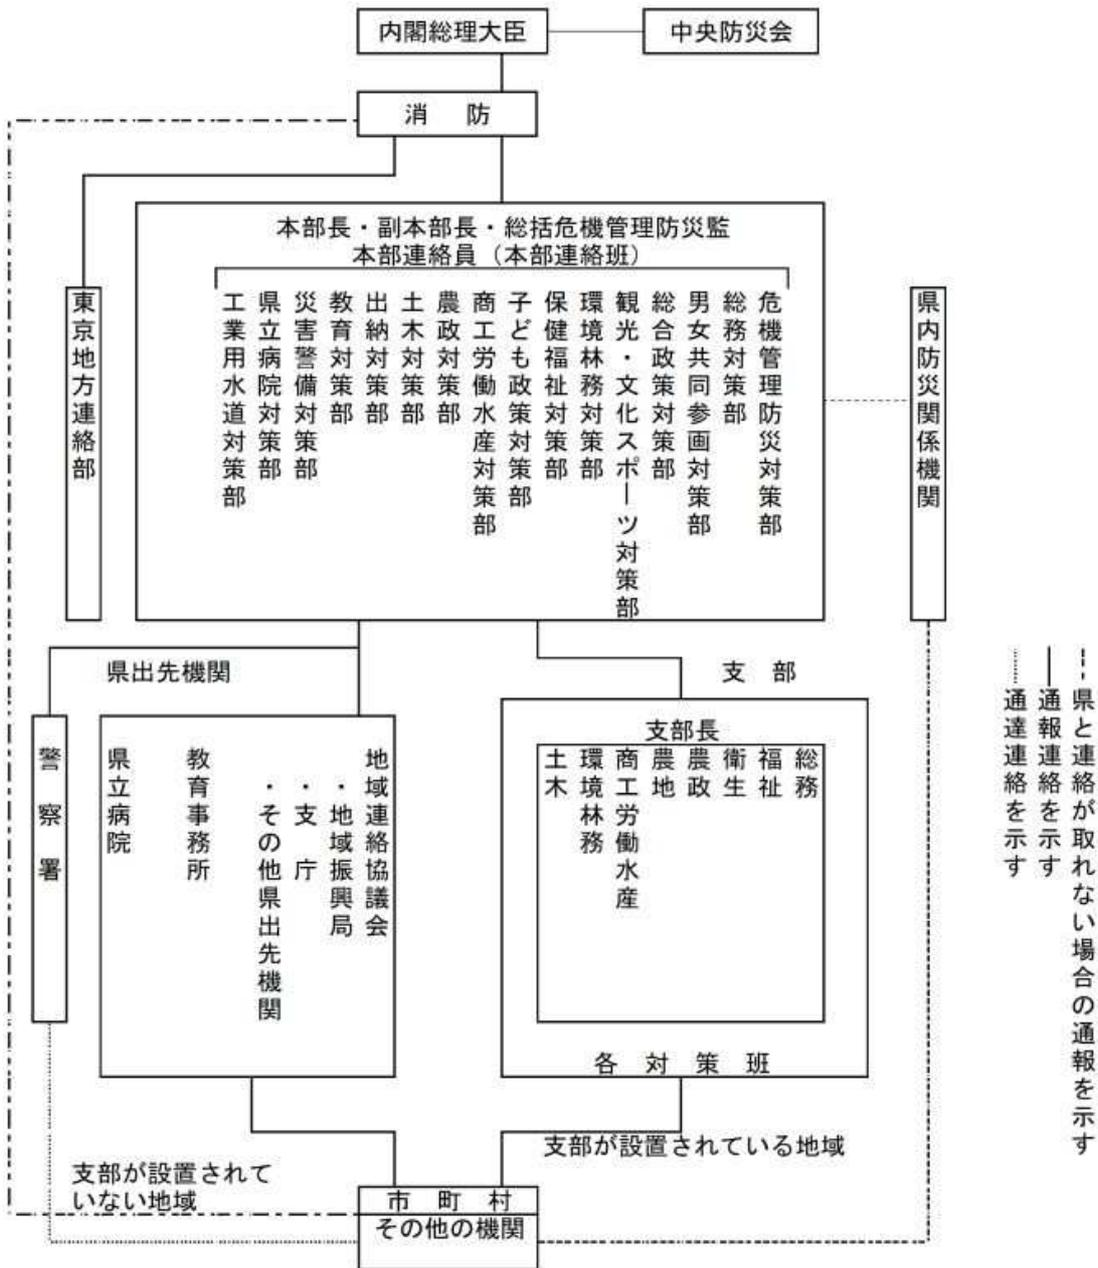 内閣総理大臣
中央防災会
消 防
本部長・副本部長・総括危機管理防災監
本部連絡員（本部連絡班）
危機管理防災対策部
総務対策部
男女共同参画対策部
総合政策対策部
観光・文化スポーツ対策部
環境林務対策部
保健福祉対策部
子ども政策対策部
商工労働水産対策部
農政対策部
土木対策部
出納対策部
教育対策部
災害警備対策部
県立病院対策部
工業用水道対策部
東京地方連絡部
県内防災関係機関
県出先機関
支 部
警察署
地域連絡協議会
・地域振興局
・支 庁
・その他県出先機関
教育事務所
県立病院
支部長
総務
福祉
衛生
農政
農地
商工労働水産
環境林務
土木
各 対 策 班
支部が設置されている地域
支部が設置されて
いない地域
市 町 村
その他の機関
県と連絡が取れない場合の通報を示す
通報連絡を示す
通達連絡を示す